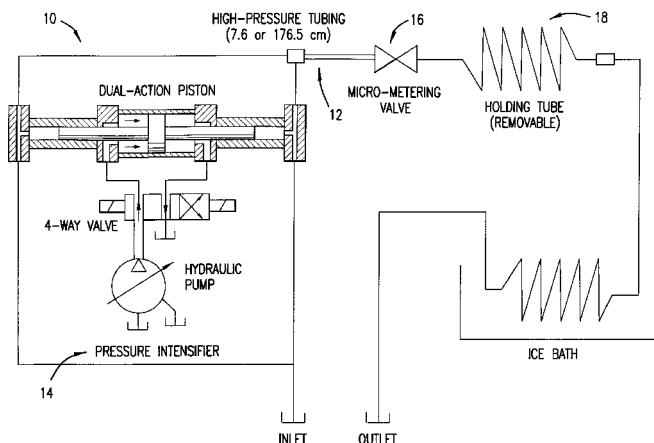 10
HIGH-PRESSURE TUBING
(7.6 or 176.5 cm)
16
18
DUAL-ACTION PISTON
12
MICRO-METERING
VALVE
HOLDING TUBE
(REMOVABLE)
4-WAY VALVE
HYDRAULIC
PUMP
PRESSURE INTENSIFIER
14
ICE BATH
INLET
OUTLET